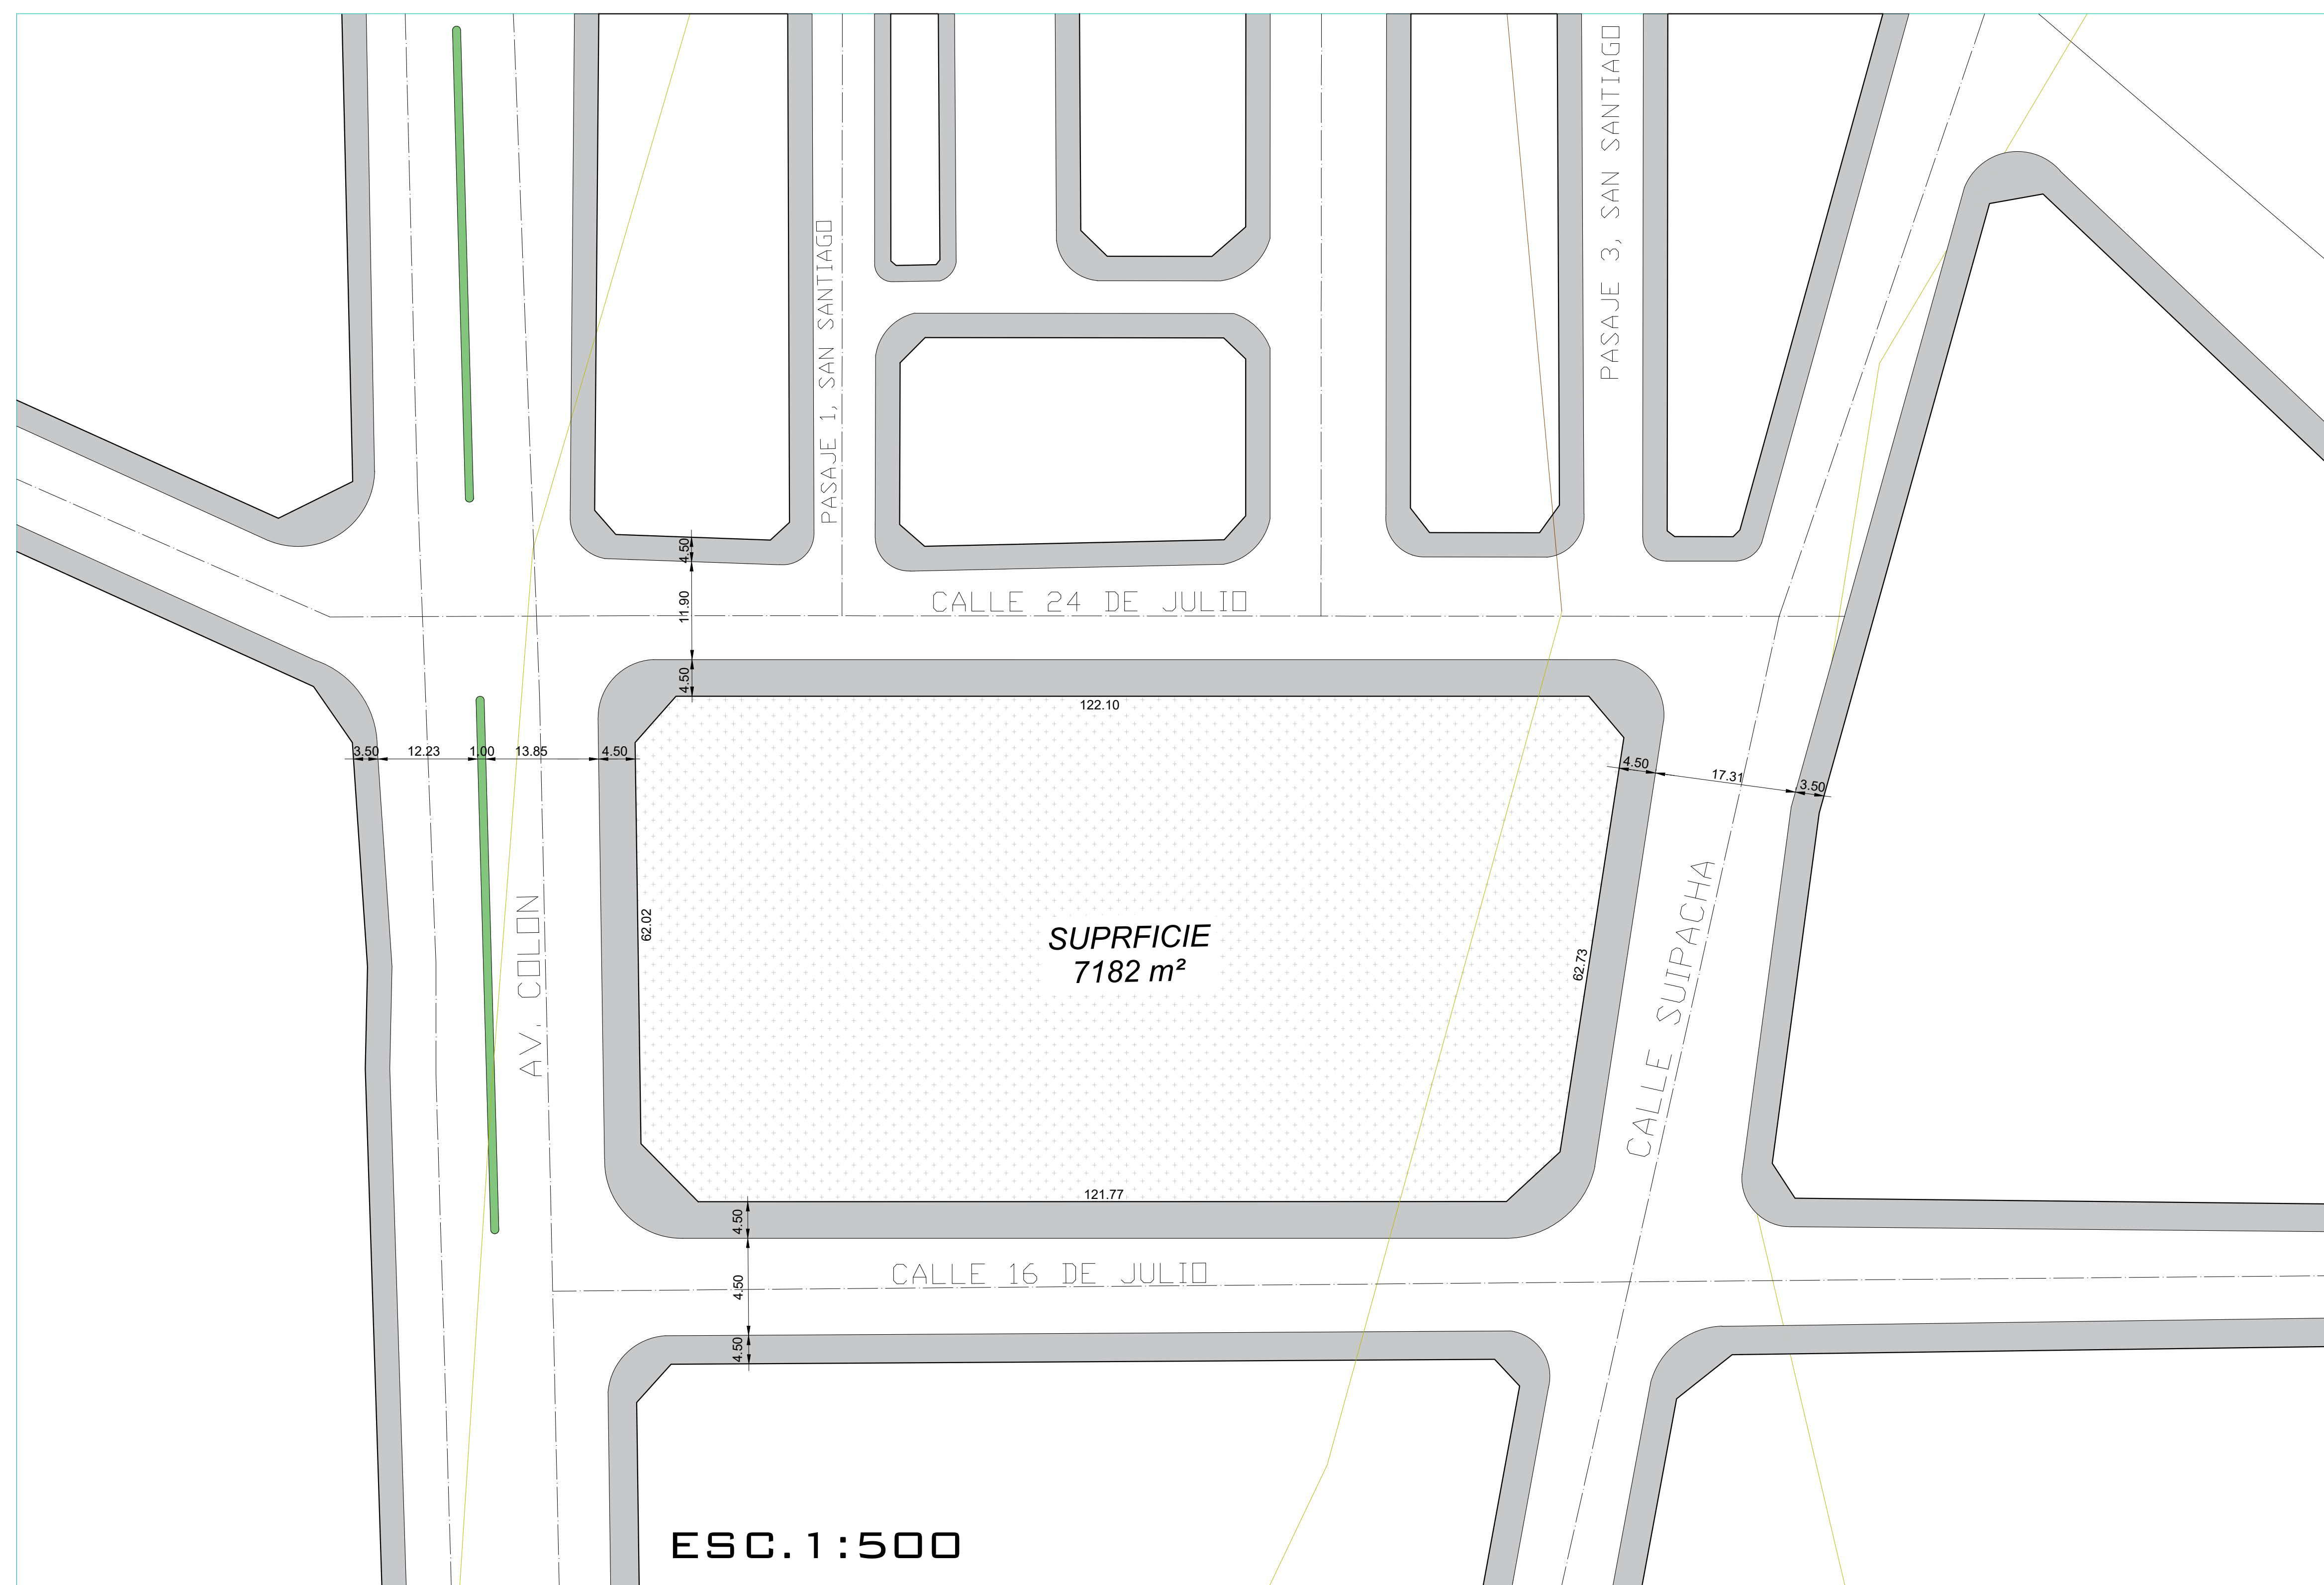 PASAJE 3, SAN SANTIAGO
PASAJE 1, SAN SANTIAGO
4.50
11.90
CALLE 24 DE JULIO
4.50
122.10
3.50
12.23
1.00
13.85
4.50
4.50
17.31
3.50
62.02
AV. COLON
SUPRFICIE
7182 m²
62.73
CALLE SUIPACHA
121.77
4.50
CALLE 16 DE JULIO
4.50
4.50
ESC.1:500